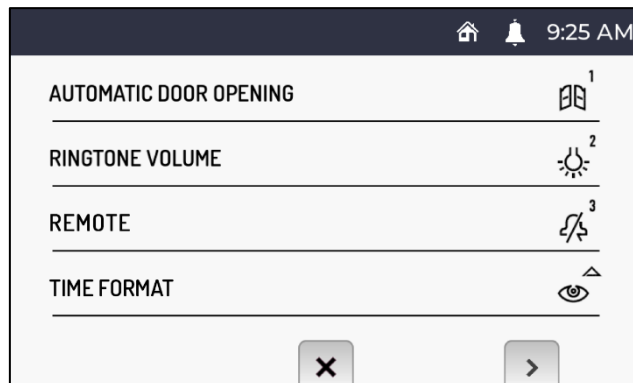 9:25 AM
AUTOMATIC DOOR OPENING 1
RINGTONE VOLUME 2
REMOTE 3
TIME FORMAT